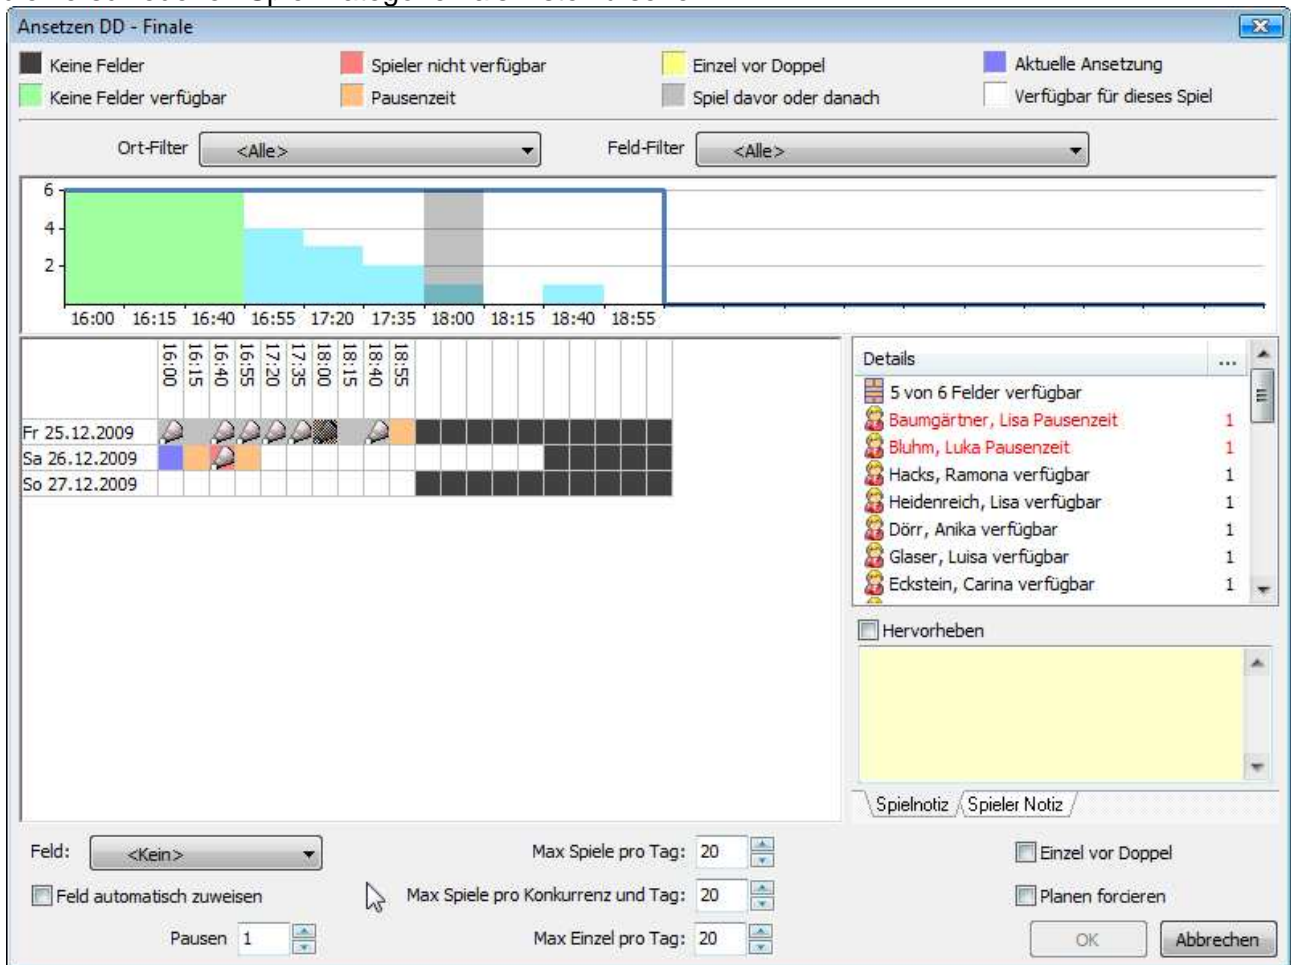 Ansetzen DD - Finale
Keine Felder
Spieler nicht verfügbar
Einzel vor Doppel
Aktuelle Ansetzung
Keine Felder verfügbar
Pausenzeit
Spiel davor oder danach
Verfügbar für dieses Spiel
Ort-Filter <Alle> Feld-Filter <Alle>
6
4
2
16:00 16:15 16:40 16:55 17:20 17:35 18:00 18:15 18:40 18:55
16:00 16:15 16:40 16:55 17:20 17:35 18:00 18:15 18:40 18:55
Fr 25.12.2009
Sa 26.12.2009
So 27.12.2009
Details ...
5 von 6 Felder verfügbar
Baumgärtner, Lisa Pausenzeit 1
Bluhm, Luka Pausenzeit 1
Hacks, Ramona verfügbar 1
Heidenreich, Lisa verfügbar 1
Dörr, Anika verfügbar 1
Glaser, Luisa verfügbar 1
Eckstein, Carina verfügbar 1
Hervorheben
Spielnotiz Spieler Notiz
Feld: <Kein>
Max Spiele pro Tag: 20
Einzel vor Doppel
Feld automatisch zuweisen
Max Spiele pro Konkurrenz und Tag: 20
Planen forcieren
Pausen 1
Max Einzel pro Tag: 20
OK
Abbrechen